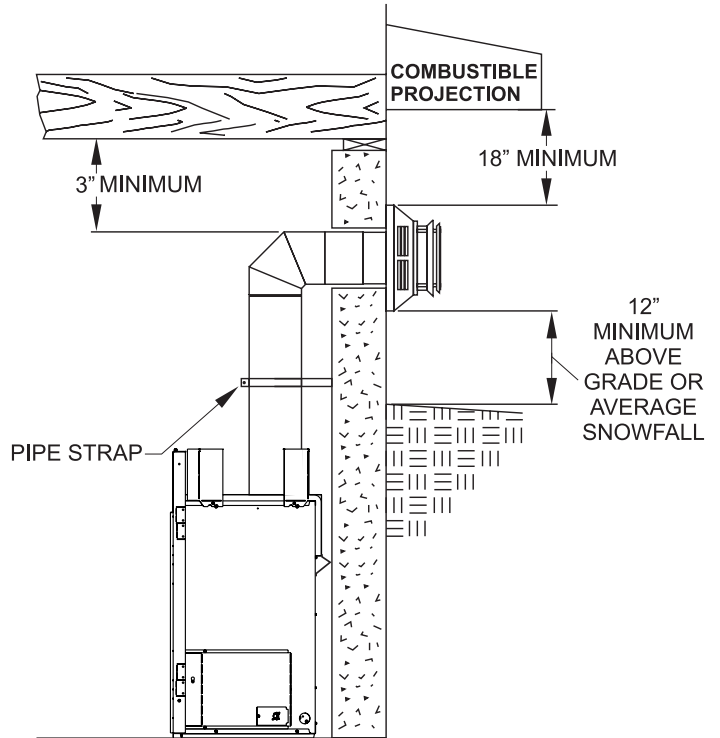 COMBUSTIBLE
PROJECTION
3” MINIMUM
18” MINIMUM
12”
MINIMUM
ABOVE
GRADE OR
AVERAGE
SNOWFALL
PIPE STRAP